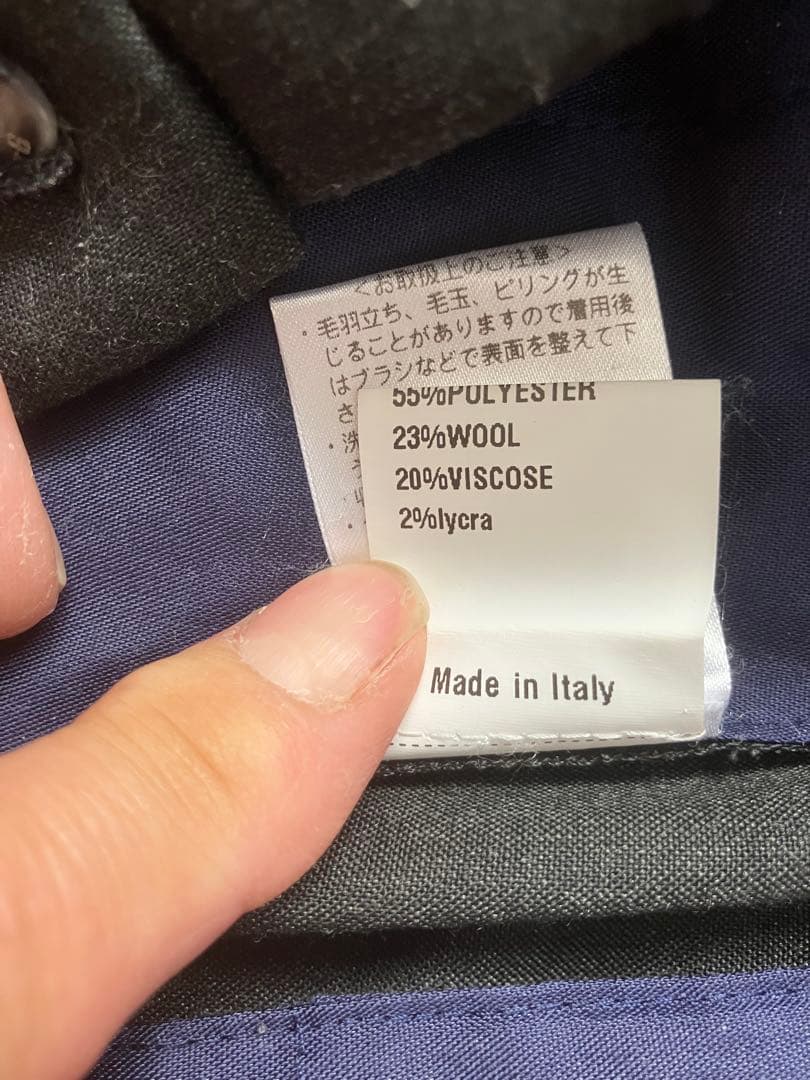 <お取扱上のご注意>
・毛羽立ち、毛玉、ピリングが生
じることがありますので着用後
はブラシなどで表面を整えて下
さ
・洗
55%POLYESTER
23%WOOL
20%VISCOSE
2%lycra
Made in Italy